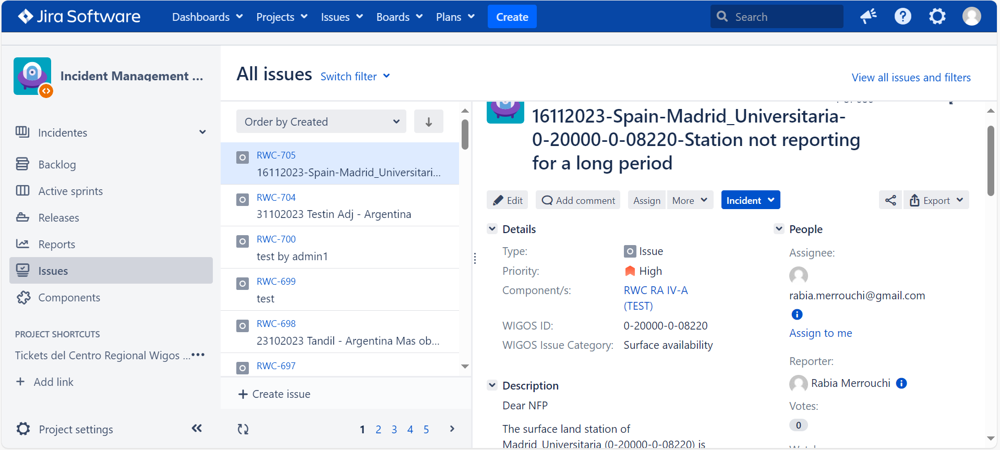 Jira Software
Dashboards
Projects
Issues
Boards
Plans
Create
Search
Incident Management ...
Incidentes
Backlog
Active sprints
Releases
Reports
Issues
Components
PROJECT SHORTCUTS
Tickets del Centro Regional Wigos ...
+ Add link
Project settings
All issues
Switch filter
View all issues and filters
Order by Created
RWC-705
16112023-Spain-Madrid_Universitari...
RWC-704
31102023 Testin Adj - Argentina
RWC-700
test by admin1
RWC-699
test
RWC-698
23102023 Tandil - Argentina Mas ob...
RWC-697
+ Create issue
1 2 3 4 5
16112023-Spain-Madrid_Universitaria-
0-20000-0-08220-Station not reporting
for a long period
Edit
Add comment
Assign
More
Incident
Export
Details
Type: Issue
Priority: High
Component/s: RWC RA IV-A
(TEST)
WIGOS ID: 0-20000-0-08220
WIGOS Issue Category: Surface availability
Description
Dear NFP
The surface land station of
Madrid_Universitaria (0-20000-0-08220) is
People
Assignee:
rabia.merrouchi@gmail.com
Assign to me
Reporter:
Rabia Merrouchi
Votes:
0